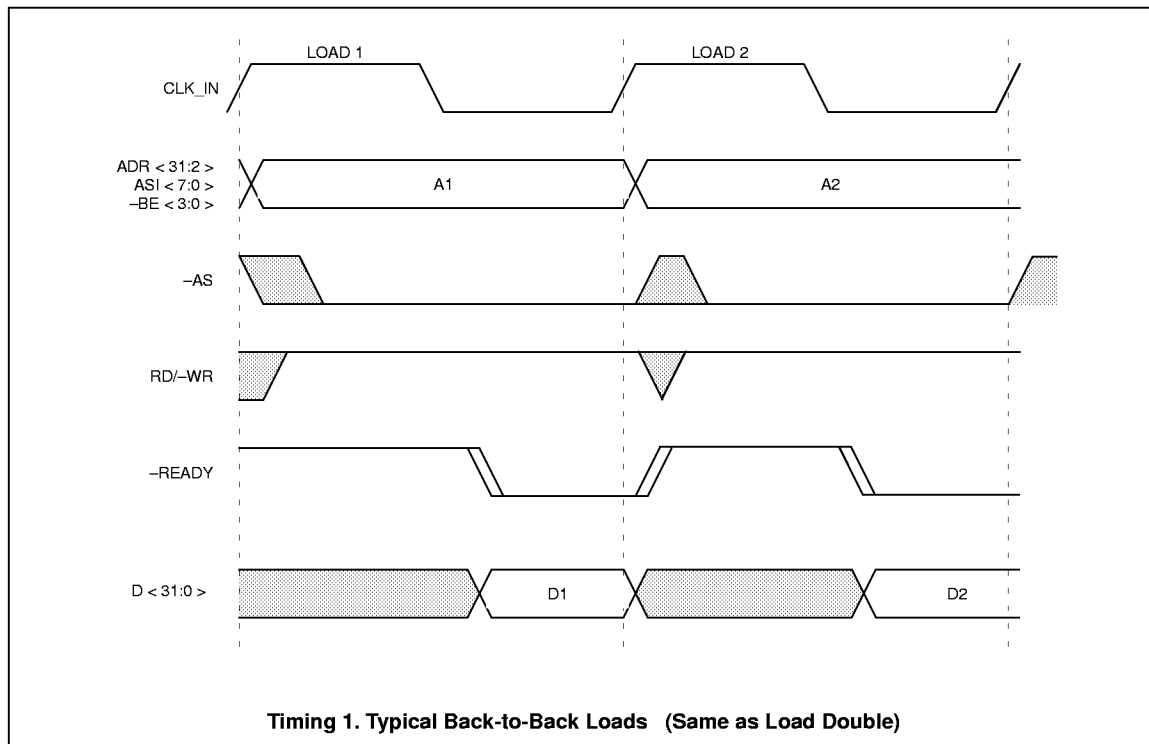 LOAD 1
LOAD 2
CLK_IN
ADR < 31:2 >
ASI < 7:0 >
–BE < 3:0 >
A1
A2
–AS
RD/–WR
–READY
D < 31:0 >
D1
D2
Timing 1. Typical Back-to-Back Loads (Same as Load Double)